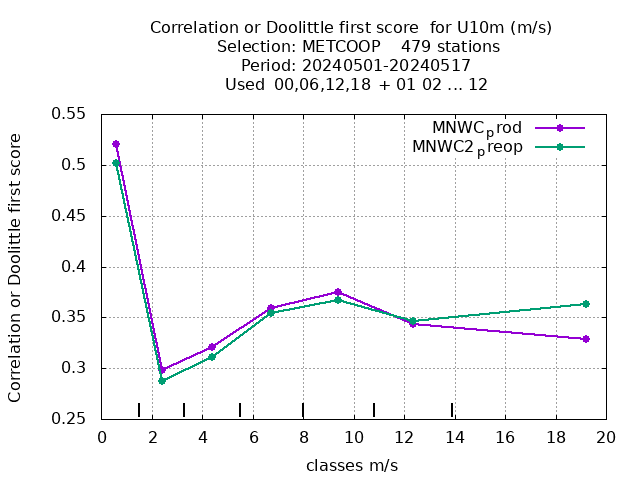 Correlation or Doolittle first score  for U10m (m/s)
Selection: METCOOP    479 stations
Period: 20240501-20240517
Used  00,06,12,18 + 01 02 ... 12
MNWCprod
MNWC2preop
Correlation or Doolittle first score
0.55
0.5
0.45
0.4
0.35
0.3
0.25
0 2 4 6 8 10 12 14 16 18 20
classes m/s